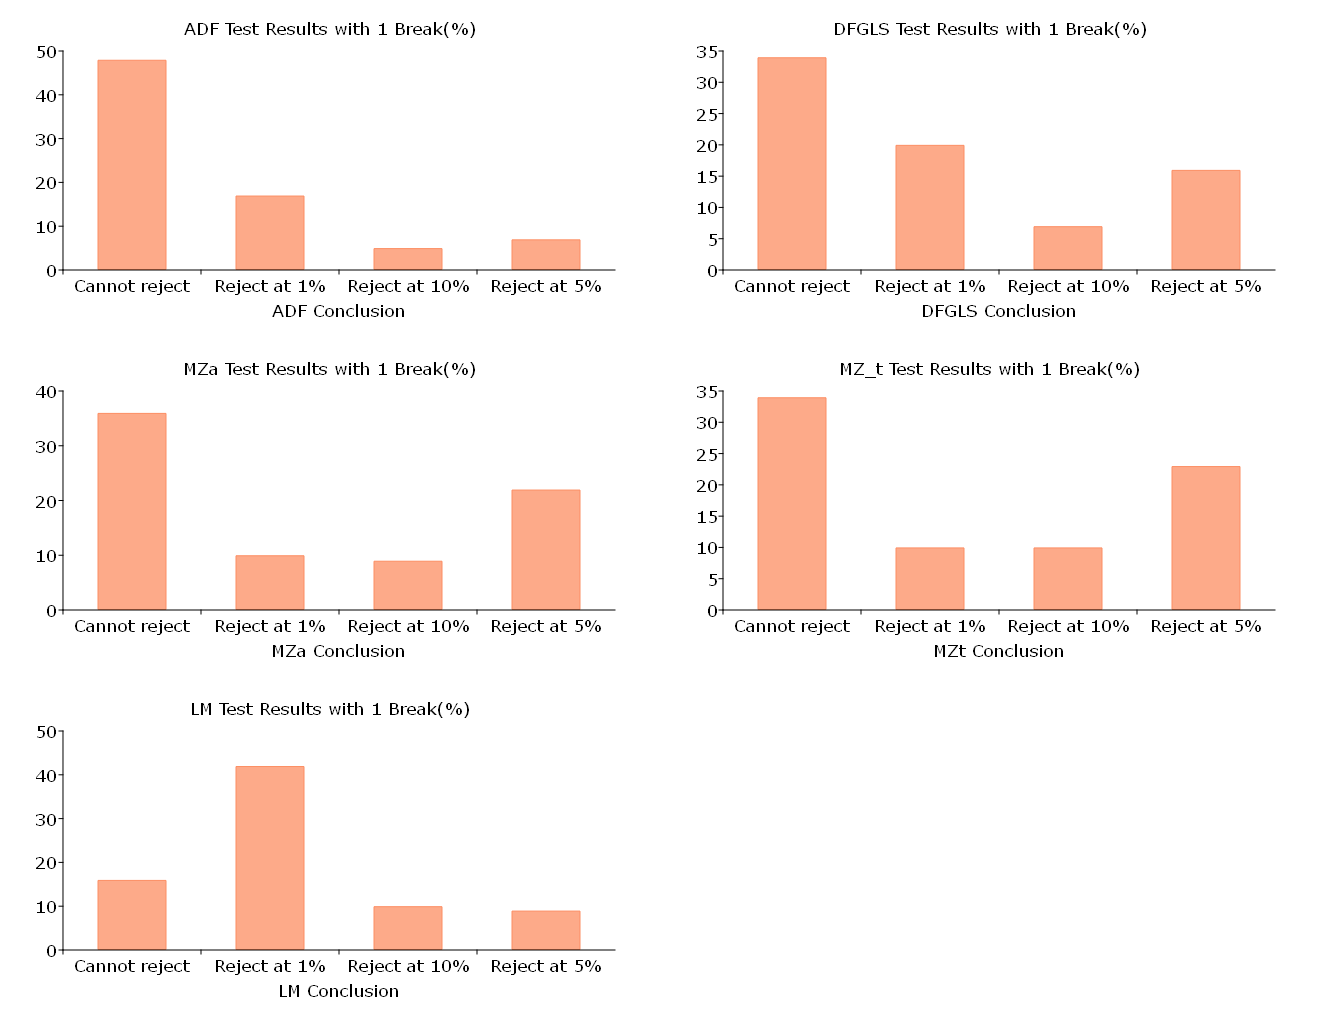 ADF Test Results with 1 Break(%)
50
40
30
20
10
0
Cannot reject Reject at 1% Reject at 10% Reject at 5%
ADF Conclusion
DFGLS Test Results with 1 Break(%)
35
30
25
20
15
10
5
0
Cannot reject Reject at 1% Reject at 10% Reject at 5%
DFGLS Conclusion
MZa Test Results with 1 Break(%)
40
30
20
10
0
Cannot reject Reject at 1% Reject at 10% Reject at 5%
MZa Conclusion
MZ_t Test Results with 1 Break(%)
35
30
25
20
15
10
5
0
Cannot reject Reject at 1% Reject at 10% Reject at 5%
MZt Conclusion
LM Test Results with 1 Break(%)
50
40
30
20
10
0
Cannot reject Reject at 1% Reject at 10% Reject at 5%
LM Conclusion